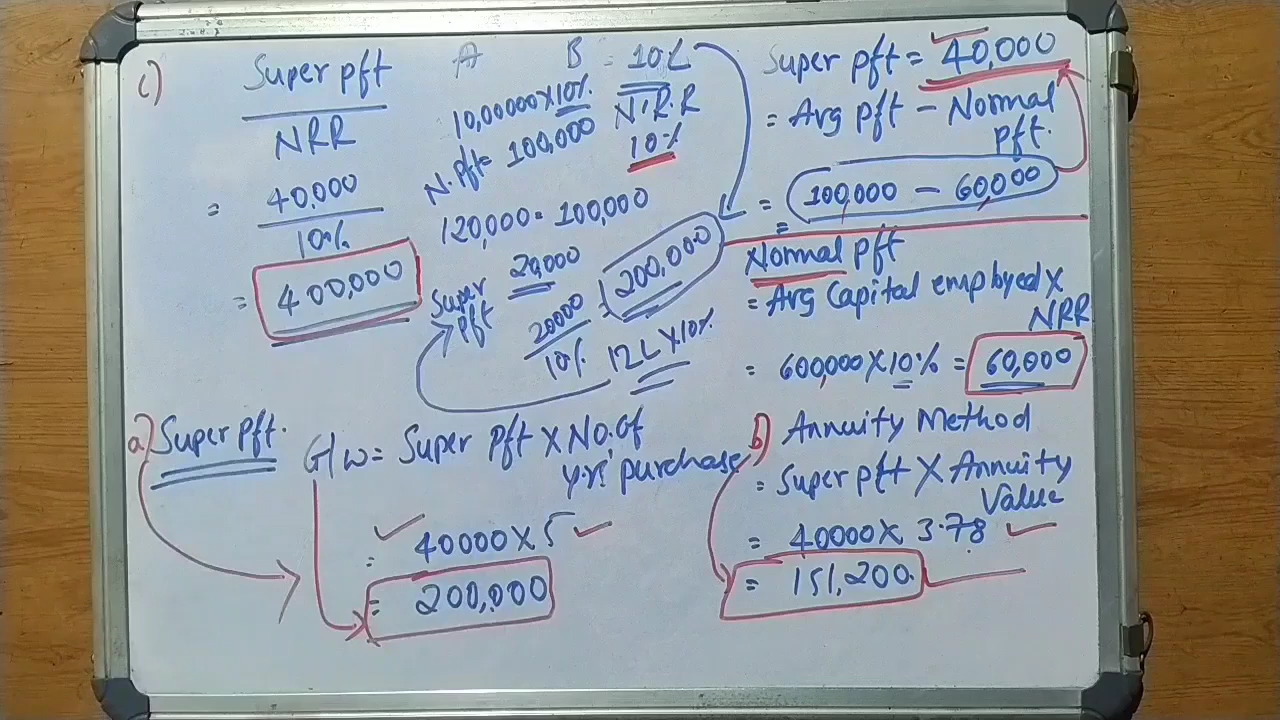 c)
Super pft
NRR
= 40,000
10%
= 400,000
A B = 10L
10,00000 X 10% N.R.R
N.pft = 100,000 10%
120,000 = 100,000
Super pft 20,000
20000
10%
= 200,000
12L X 10%
Super pft = 40,000
= Avg pft - Normal
pft.
= 100,000 - 60,000
=
Normal pft
= Avg Capital employed X
NRR
= 600,000 X 10% = 60,000
a) Super pft.
G/w = Super pft X No. of
yrs' purchase
= 40000 X 5
= 200,000
b) Annuity Method
= Super pft X Annuity
Value
= 40000 X 3.78
= 151,200.